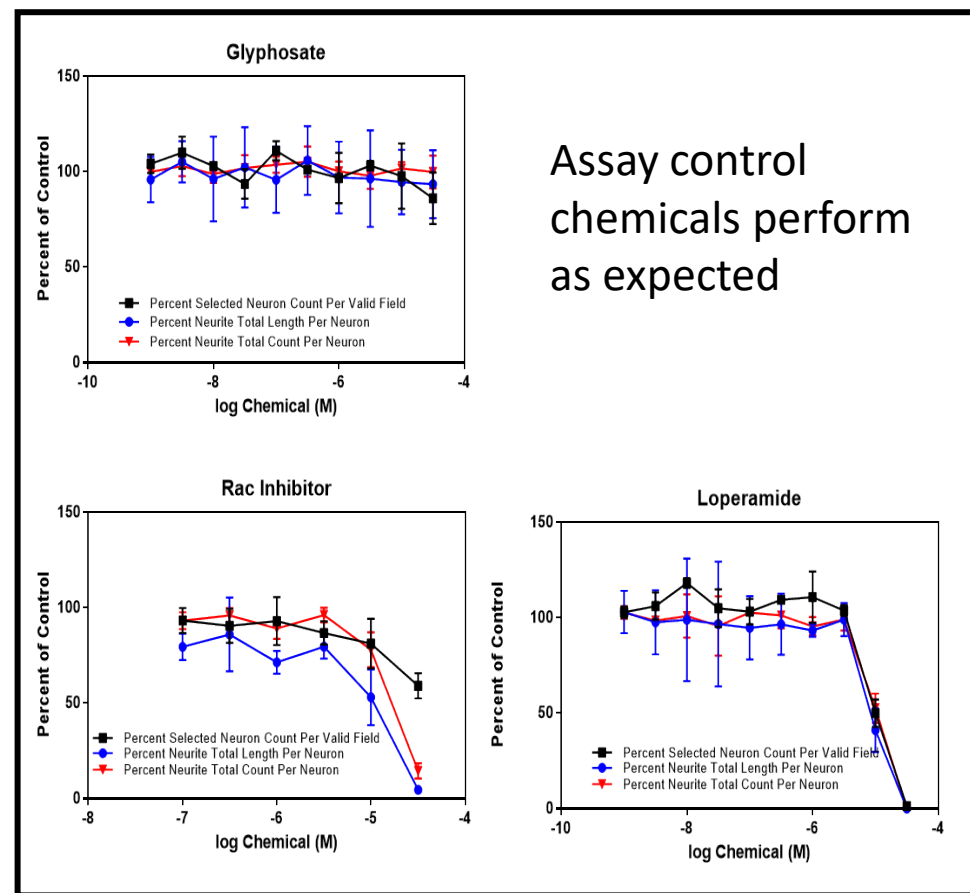 Glyphosate
150
100
50
0
Percent of Control
Percent Selected Neuron Count Per Valid Field
Percent Neurite Total Length Per Neuron
Percent Neurite Total Count Per Neuron
-10
-8
-6
-4
log Chemical (M)
Assay control
chemicals perform
as expected
Rac Inhibitor
150
100
50
0
Percent of Control
Percent Selected Neuron Count Per Valid Field
Percent Neurite Total Length Per Neuron
Percent Neurite Total Count Per Neuron
-8
-7
-6
-5
-4
log Chemical (M)
Loperamide
150
100
50
0
Percent of Control
Percent Selected Neuron Count Per Valid Field
Percent Neurite Total Length Per Neuron
Percent Neurite Total Count Per Neuron
-10
-8
-6
-4
log Chemical (M)